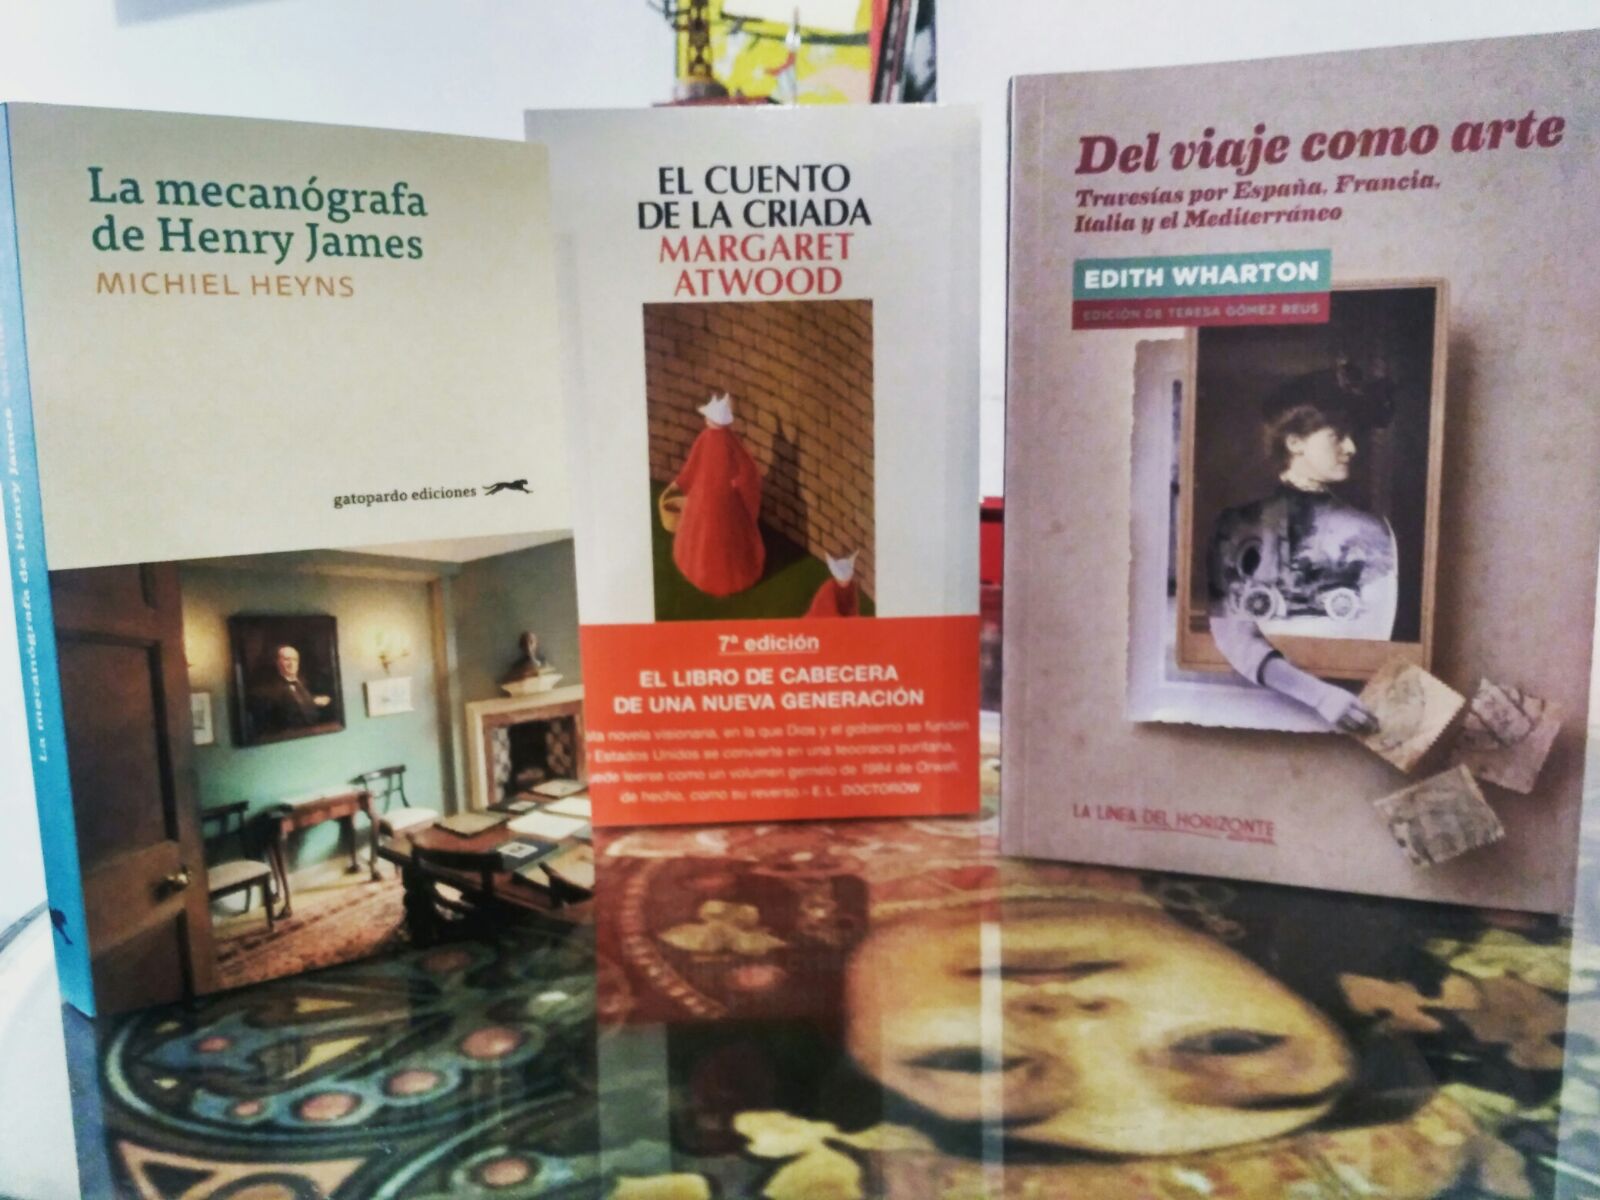 La mecanógrafa
de Henry James
MICHIEL HEYNS
gatopardo ediciones
La mecanógrafa de Henry James
EL CUENTO
DE LA CRIADA
MARGARET
ATWOOD
7ª edición
EL LIBRO DE CABECERA
DE UNA NUEVA GENERACIÓN
novela visionaria, en la que Dios y el gobierno se funden
Estados Unidos se convierte en una teocracia puritana,
leerse como un volumen gemelo de 1984 de Orwell,
de hecho, como su reverso.» E. L. DOCTOROW
Del viaje como arte
Travesías por España, Francia,
Italia y el Mediterráneo
EDITH WHARTON
EDICIÓN DE TERESA GÓMEZ REUS
LA LÍNEA DEL HORIZONTE